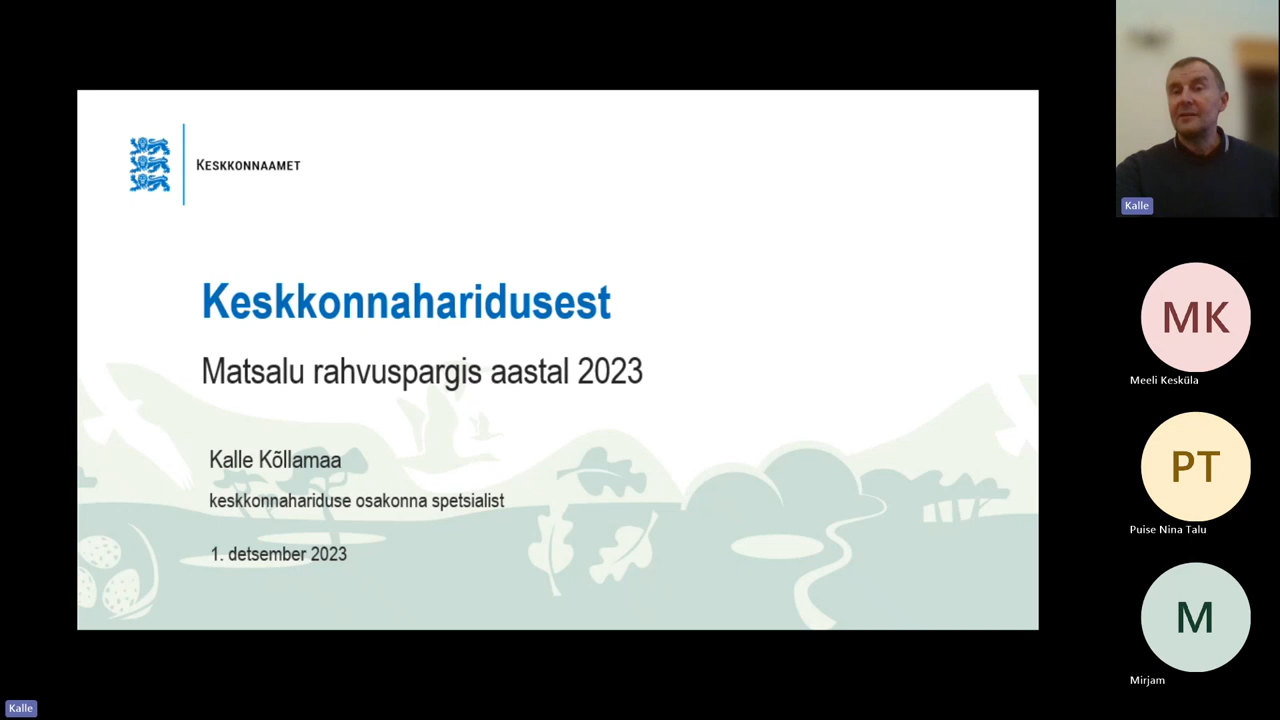 KESKKONNAAMET
Keskkonnaharidusest
Matsalu rahvuspargis aastal 2023
Kalle Kõllamaa
keskkonnahariduse osakonna spetsialist
1. detsember 2023
Kalle
MK
Meeli Kesküla
PT
Puise Nina Talu
M
Mirjam
Kalle